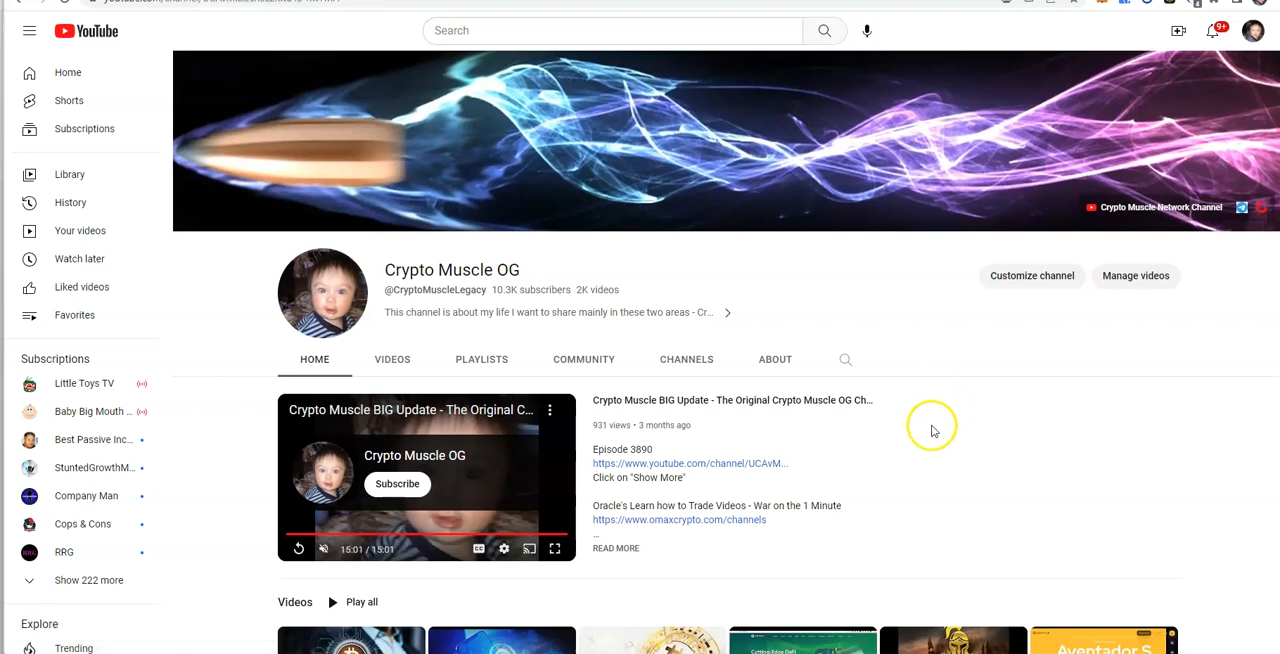 YouTube
Search
9+
Home
Shorts
Subscriptions
Library
History
Your videos
Watch later
Liked videos
Favorites
Subscriptions
Little Toys TV
Baby Big Mouth ...
Best Passive Inc...
StuntedGrowthM...
Company Man
Cops & Cons
RRG
Show 222 more
Explore
Trending
Crypto Muscle Network Channel
Crypto Muscle OG
@CryptoMuscleLegacy 10.3K subscribers 2K videos
This channel is about my life I want to share mainly in these two areas - Cr...
Customize channel
Manage videos
HOME VIDEOS PLAYLISTS COMMUNITY CHANNELS ABOUT
Crypto Muscle BIG Update - The Original C...
Crypto Muscle OG
Subscribe
15:01 / 15:01
Crypto Muscle BIG Update - The Original Crypto Muscle OG Ch...
931 views • 3 months ago
Episode 3890
https://www.youtube.com/channel/UCAvM...
Click on "Show More"
Oracle's Learn how to Trade Videos - War on the 1 Minute
https://www.omaxcrypto.com/channels
...
READ MORE
Videos Play all
Cutting-Edge DeFi
Aventador S